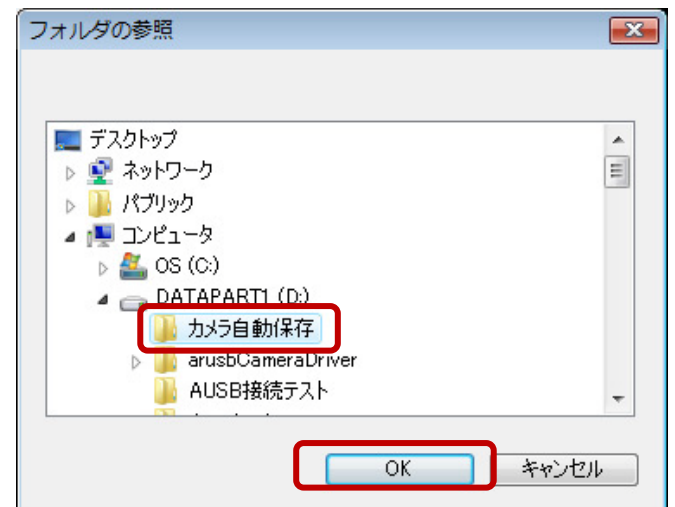 フォルダの参照
デスクトップ
ネットワーク
パブリック
コンピュータ
OS (C:)
DATAPART1 (D:)
カメラ自動保存
arusbCameraDriver
AUSB接続テスト
OK
キャンセル